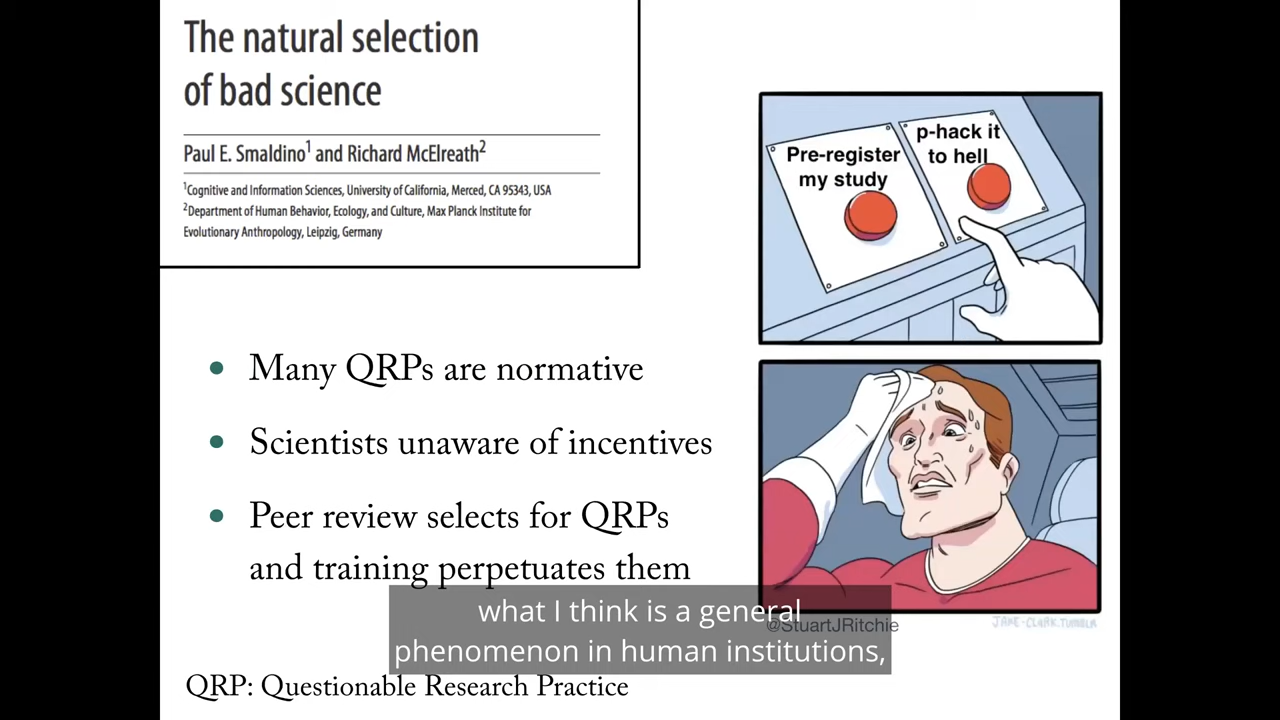 The natural selection
of bad science
Paul E. Smaldino1 and Richard McElreath2
1Cognitive and Information Sciences, University of California, Merced, CA 95343, USA
2Department of Human Behavior, Ecology, and Culture, Max Planck Institute for
Evolutionary Anthropology, Leipzig, Germany
Pre-register
my study
p-hack it
to hell
• Many QRPs are normative
• Scientists unaware of incentives
• Peer review selects for QRPs
and training perpetuates them
@StuartJRitchie
JAKE-CLARK.TUMBLR
what I think is a general
phenomenon in human institutions,
QRP: Questionable Research Practice